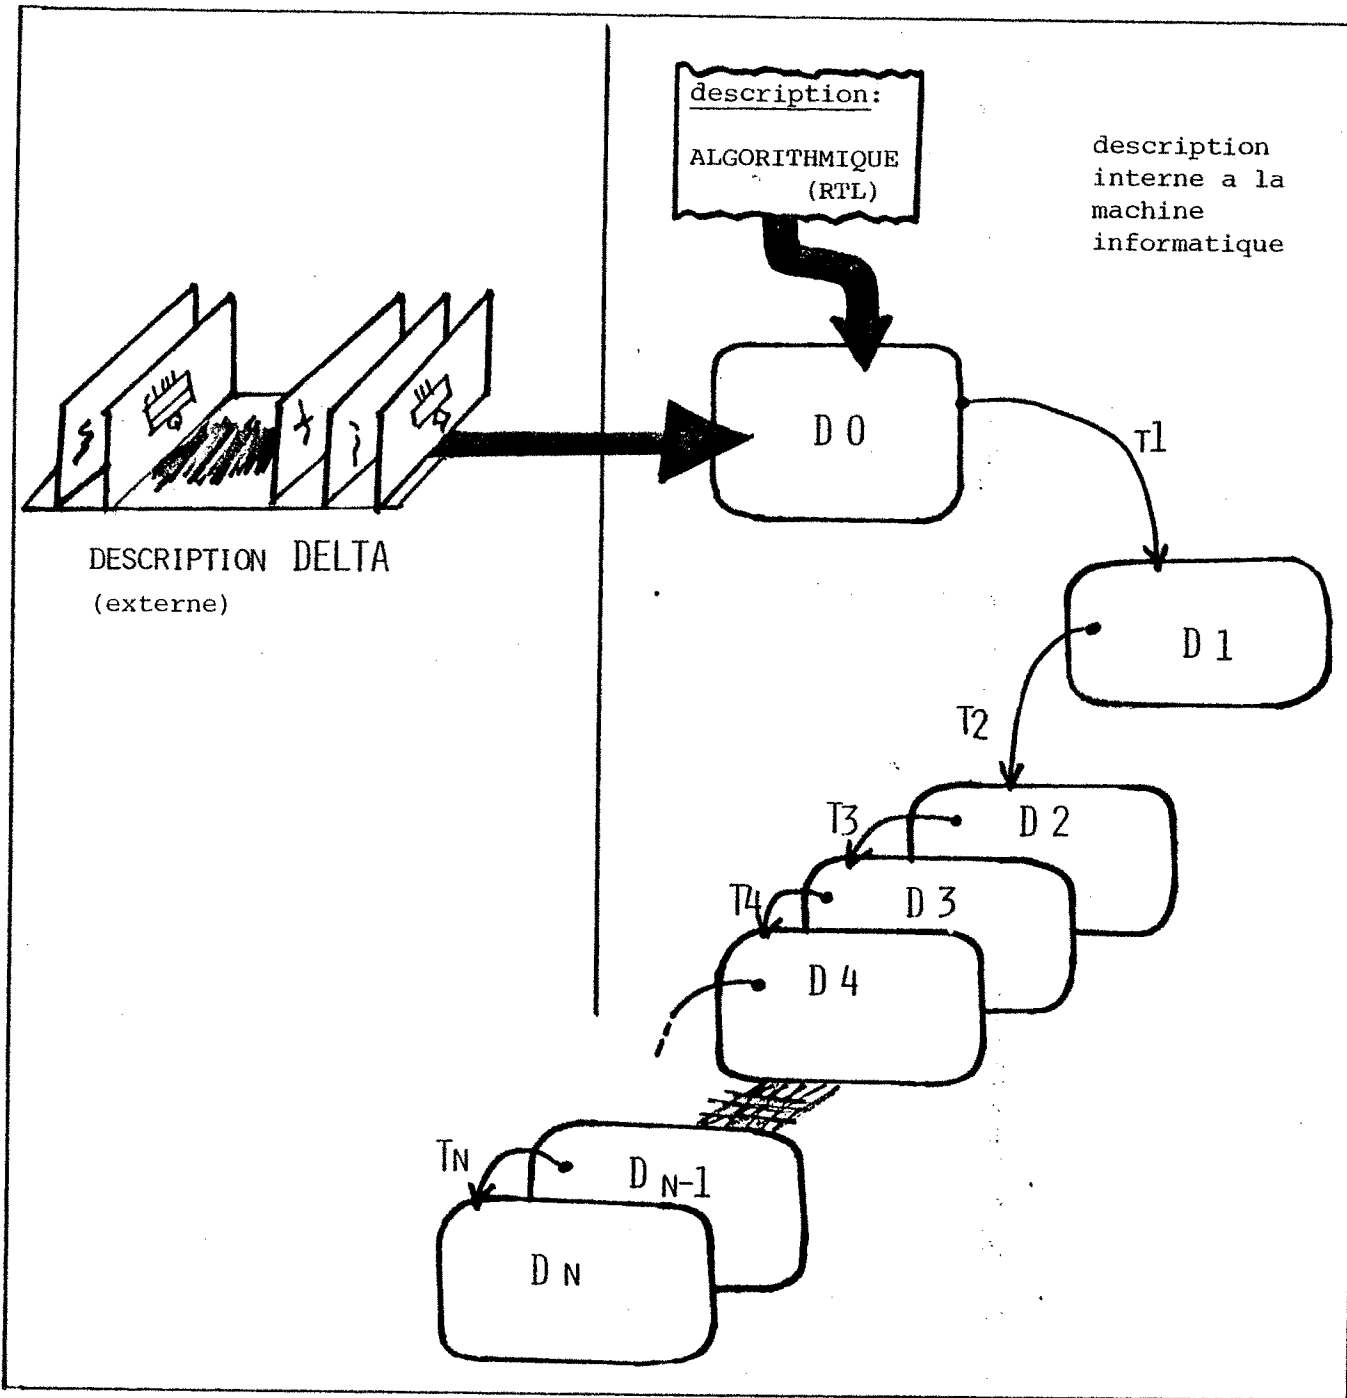 description:
ALGORITHMIQUE
(RTL)
description
interne a la
machine
informatique
D 0
T1
DESCRIPTION DELTA
(externe)
D 1
T2
D 2
T3
D 3
T4
D 4
TN
D N-1
D N